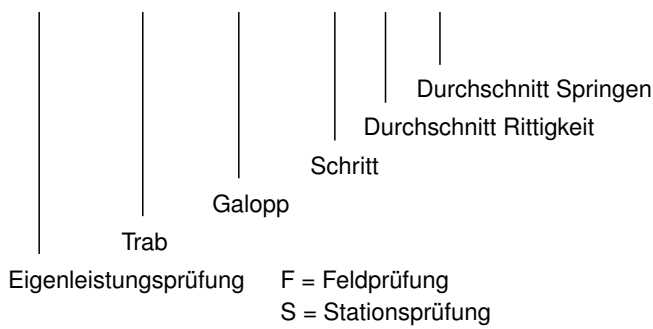 Durchschnitt Springen
Durchschnitt Rittigkeit
Schritt
Galopp
Trab
Eigenleistungsprüfung F = Feldprüfung
S = Stationsprüfung